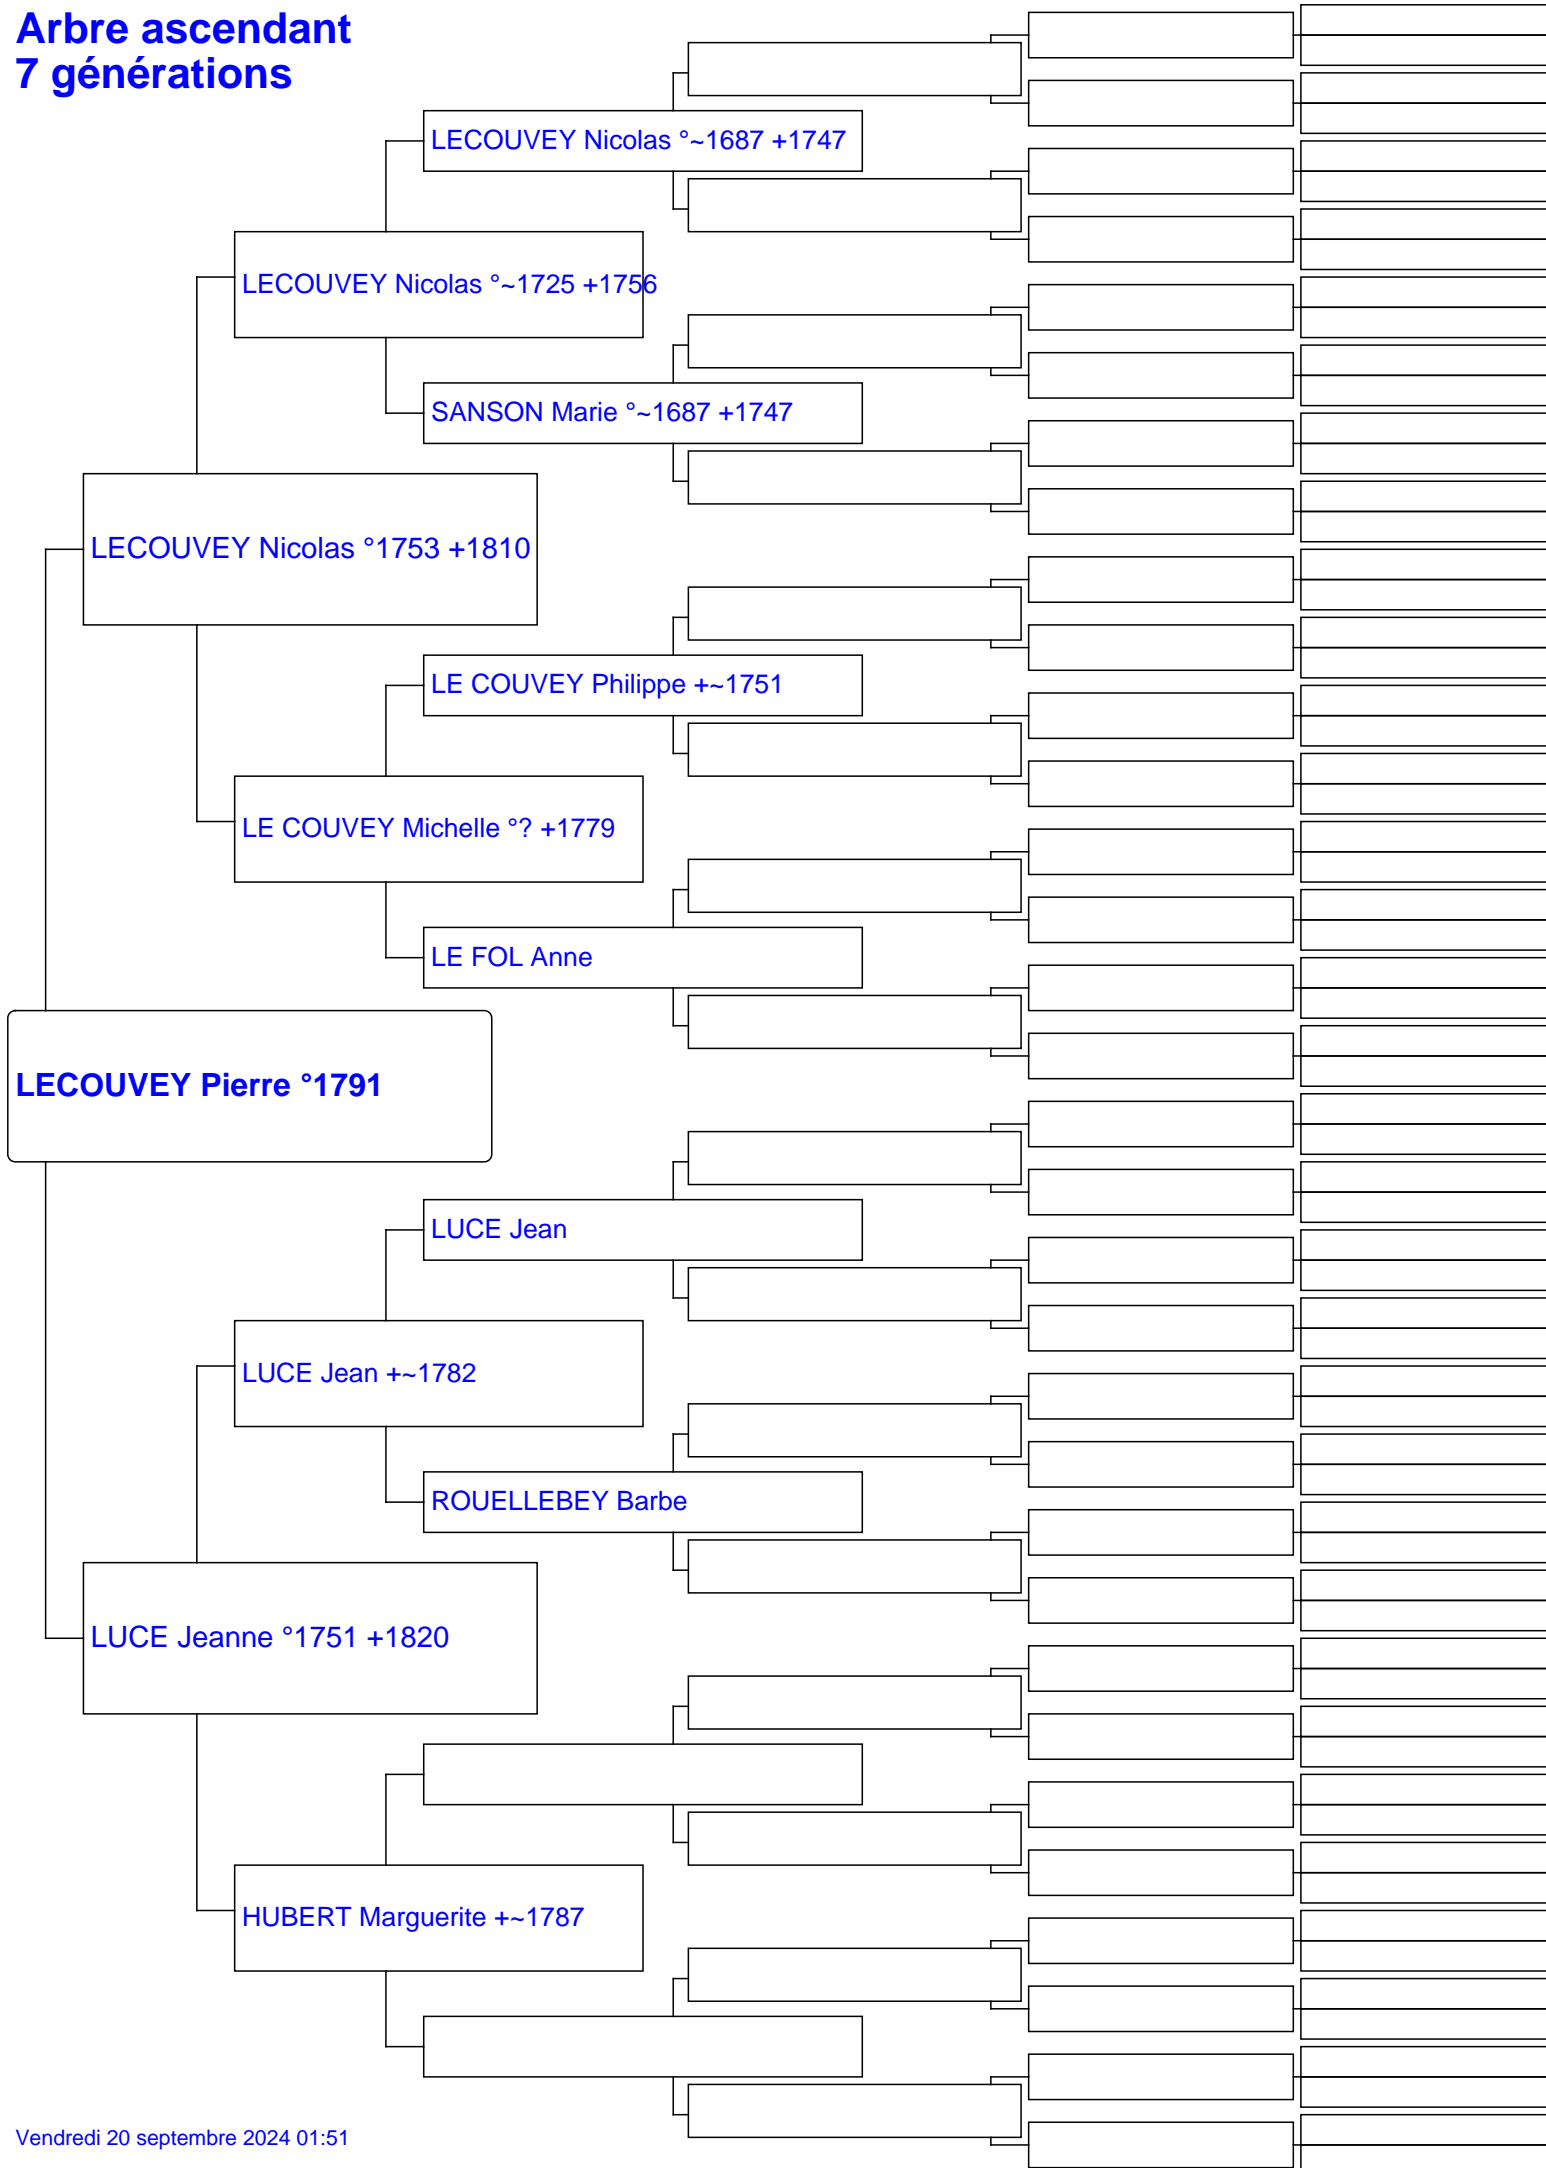 Arbre ascendant
7 générations
LECOUVEY Nicolas °~1687 +1747
LECOUVEY Nicolas °~1725 +1756
SANSON Marie °~1687 +1747
LECOUVEY Nicolas °1753 +1810
LE COUVEY Philippe +~1751
LE COUVEY Michelle °? +1779
LE FOL Anne
LECOUVEY Pierre °1791
LUCE Jean
LUCE Jean +~1782
ROUELLEBEY Barbe
LUCE Jeanne °1751 +1820
HUBERT Marguerite +~1787
Vendredi 20 septembre 2024 01:51